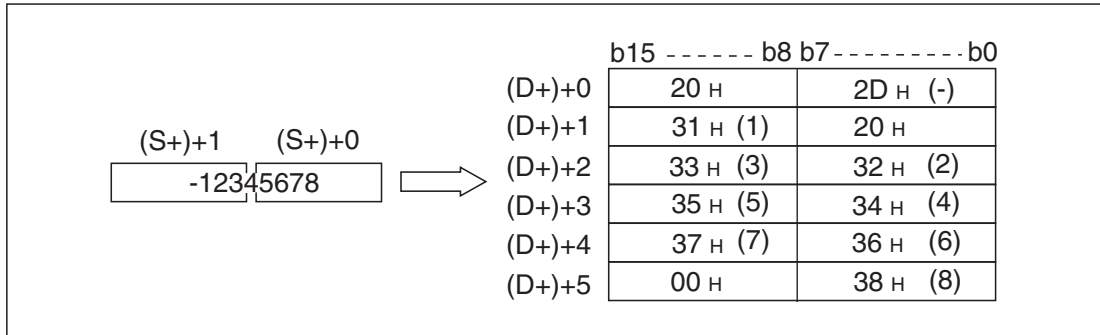 b15 ------ b8 b7--------- b0
(D+)+0 20 H 2D H (-)
(D+)+1 31 H (1) 20 H
(S+)+1 (S+)+0
(D+)+2 33 H (3) 32 H (2)
-12345678
(D+)+3 35 H (5) 34 H (4)
(D+)+4 37 H (7) 36 H (6)
(D+)+5 00 H 38 H (8)